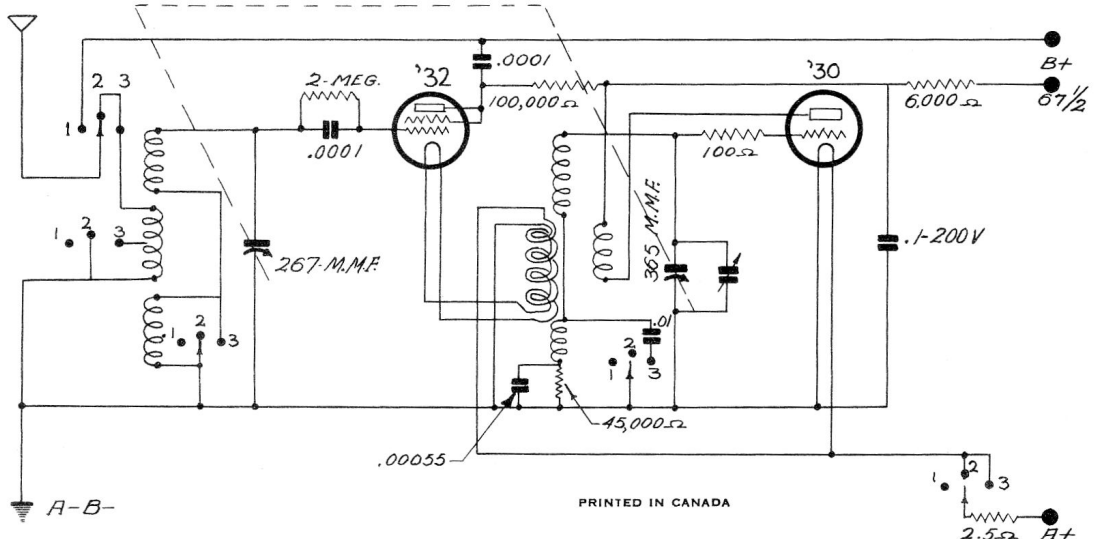 .0001
B+
2-MEG.
'32
'30
2 3
1
100,000Ω
6,000Ω
67 1/2
.0001
100Ω
1 2 3
267-M.M.F.
365 M.M.F.
.1-200V
.01
.1 2 3
1 2 3
45,000Ω
.00055
1 2 3
A-B-
PRINTED IN CANADA
2.5Ω A+